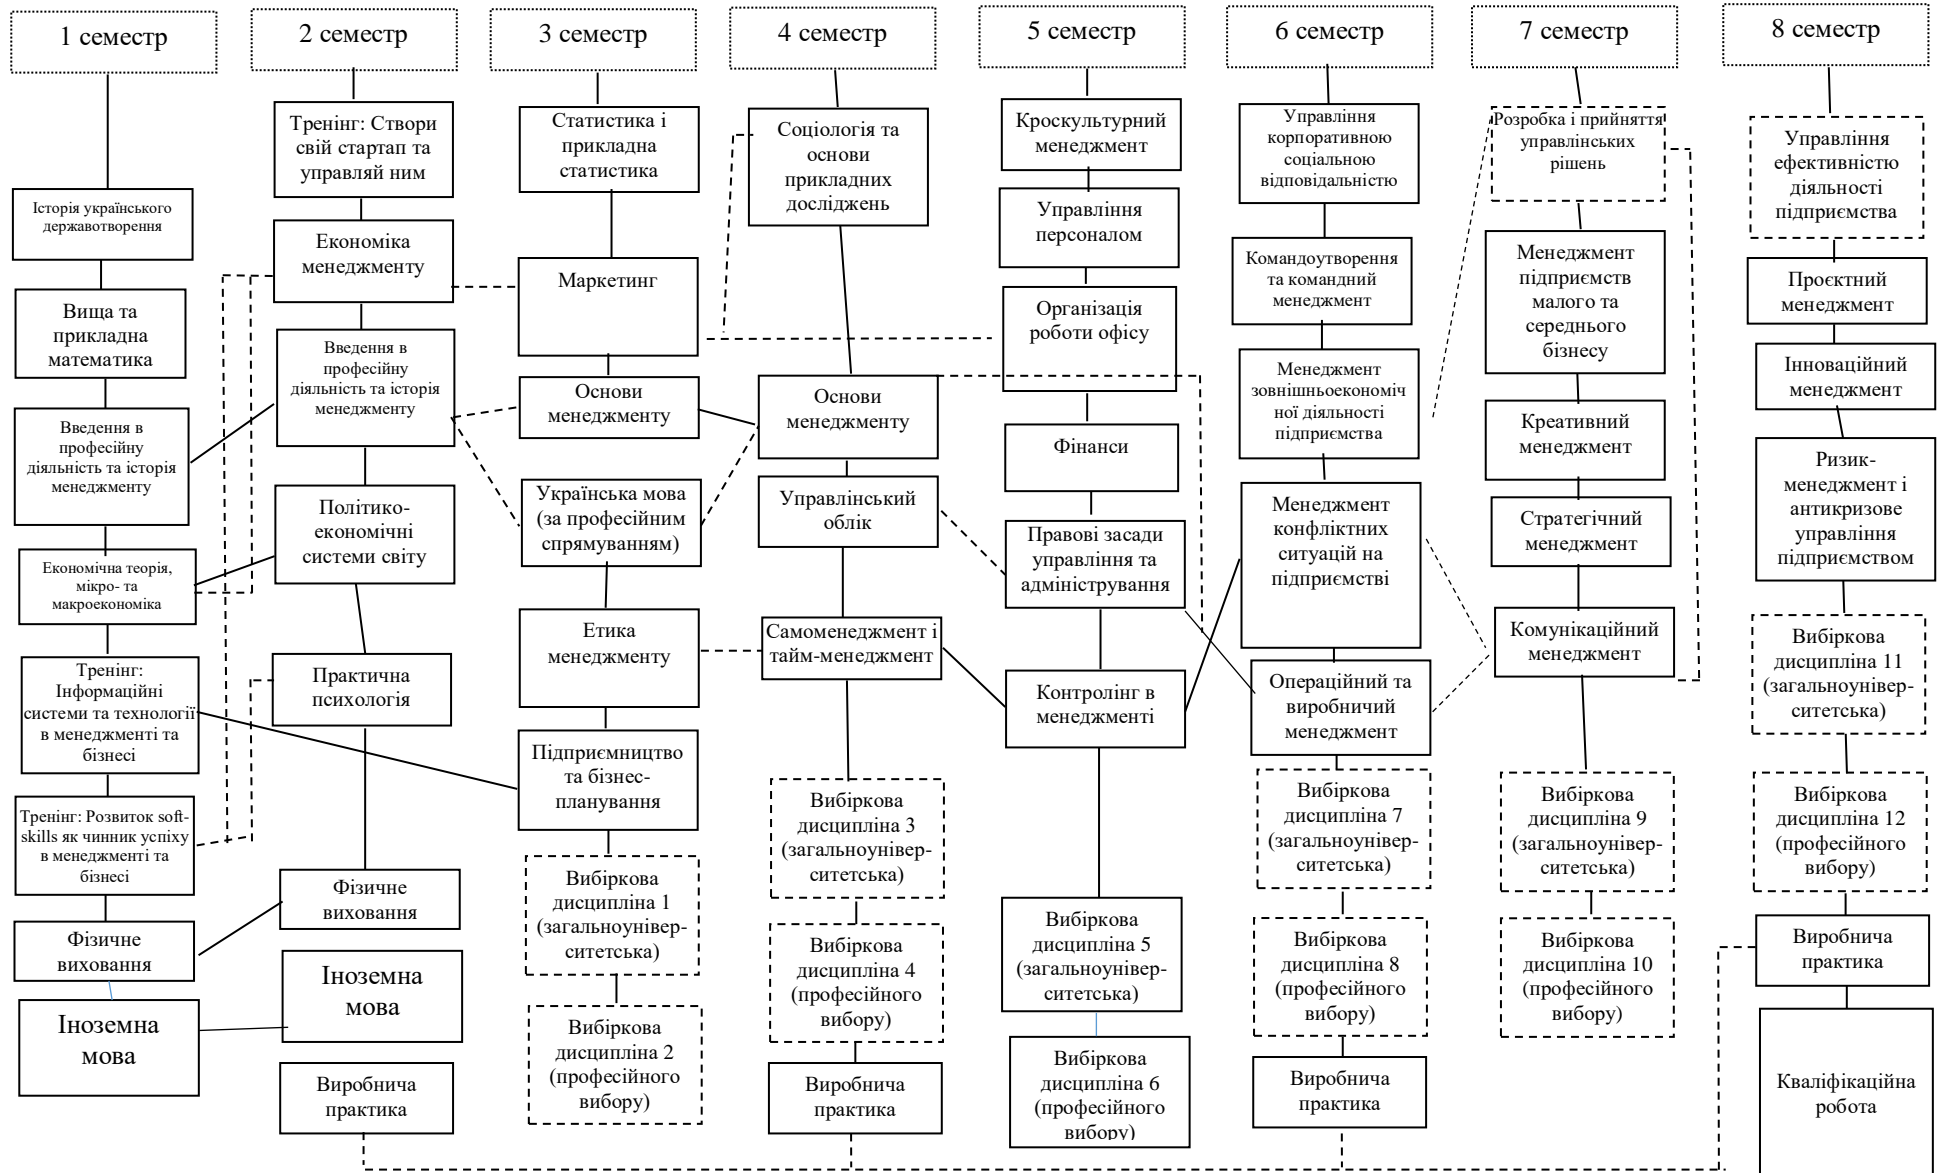 1 семестр
2 семестр
3 семестр
4 семестр
5 семестр
6 семестр
7 семестр
8 семестр
Історія українського
державотворення
Вища та
прикладна
математика
Введення в
професійну
діяльність та історія
менеджменту
Економічна теорія,
мікро- та
макроекономіка
Тренінг:
Інформаційні
системи та технології
в менеджменті та
бізнесі
Тренінг: Розвиток soft-
skills як чинник успіху
в менеджменті та
бізнесі
Фізичне
виховання
Іноземна
мова
Тренінг: Створи
свій стартап та
управляй ним
Економіка
менеджменту
Введення в
професійну
діяльність та історія
менеджменту
Політико-
економічні
системи світу
Практична
психологія
Фізичне
виховання
Іноземна
мова
Виробнича
практика
Статистика і
прикладна
статистика
Маркетинг
Основи
менеджменту
Українська мова
(за професійним
спрямуванням)
Етика
менеджменту
Підприємництво
та бізнес-
планування
Вибіркова
дисципліна 1
(загальноунівер-
ситетська)
Вибіркова
дисципліна 2
(професійного
вибору)
Соціологія та
основи
прикладних
досліджень
Основи
менеджменту
Управлінський
облік
Самоменеджмент і
тайм-менеджмент
Вибіркова
дисципліна 3
(загальноунівер-
ситетська)
Вибіркова
дисципліна 4
(професійного
вибору)
Виробнича
практика
Кроскультурний
менеджмент
Управління
персоналом
Організація
роботи офісу
Фінанси
Правові засади
управління та
адміністрування
Контролінг в
менеджменті
Вибіркова
дисципліна 5
(загальноунівер-
ситетська)
Вибіркова
дисципліна 6
(професійного
вибору)
Управління
корпоративною
соціальною
відповідальністю
Командоутворення
та командний
менеджмент
Менеджмент
зовнішньоекономіч
ної діяльності
підприємства
Менеджмент
конфліктних
ситуацій на
підприємстві
Операційний та
виробничий
менеджмент
Вибіркова
дисципліна 7
(загальноунівер-
ситетська)
Вибіркова
дисципліна 8
(професійного
вибору)
Виробнича
практика
Розробка і прийняття
управлінських
рішень
Менеджмент
підприємств
малого та
середнього
бізнесу
Креативний
менеджмент
Стратегічний
менеджмент
Комунікаційний
менеджмент
Вибіркова
дисципліна 9
(загальноунівер-
ситетська)
Вибіркова
дисципліна 10
(професійного
вибору)
Управління
ефективністю
діяльності
підприємства
Проєктний
менеджмент
Інноваційний
менеджмент
Ризик-
менеджмент і
антикризове
управління
підприємством
Вибіркова
дисципліна 11
(загальноунівер-
ситетська)
Вибіркова
дисципліна 12
(професійного
вибору)
Виробнича
практика
Кваліфікаційна
робота